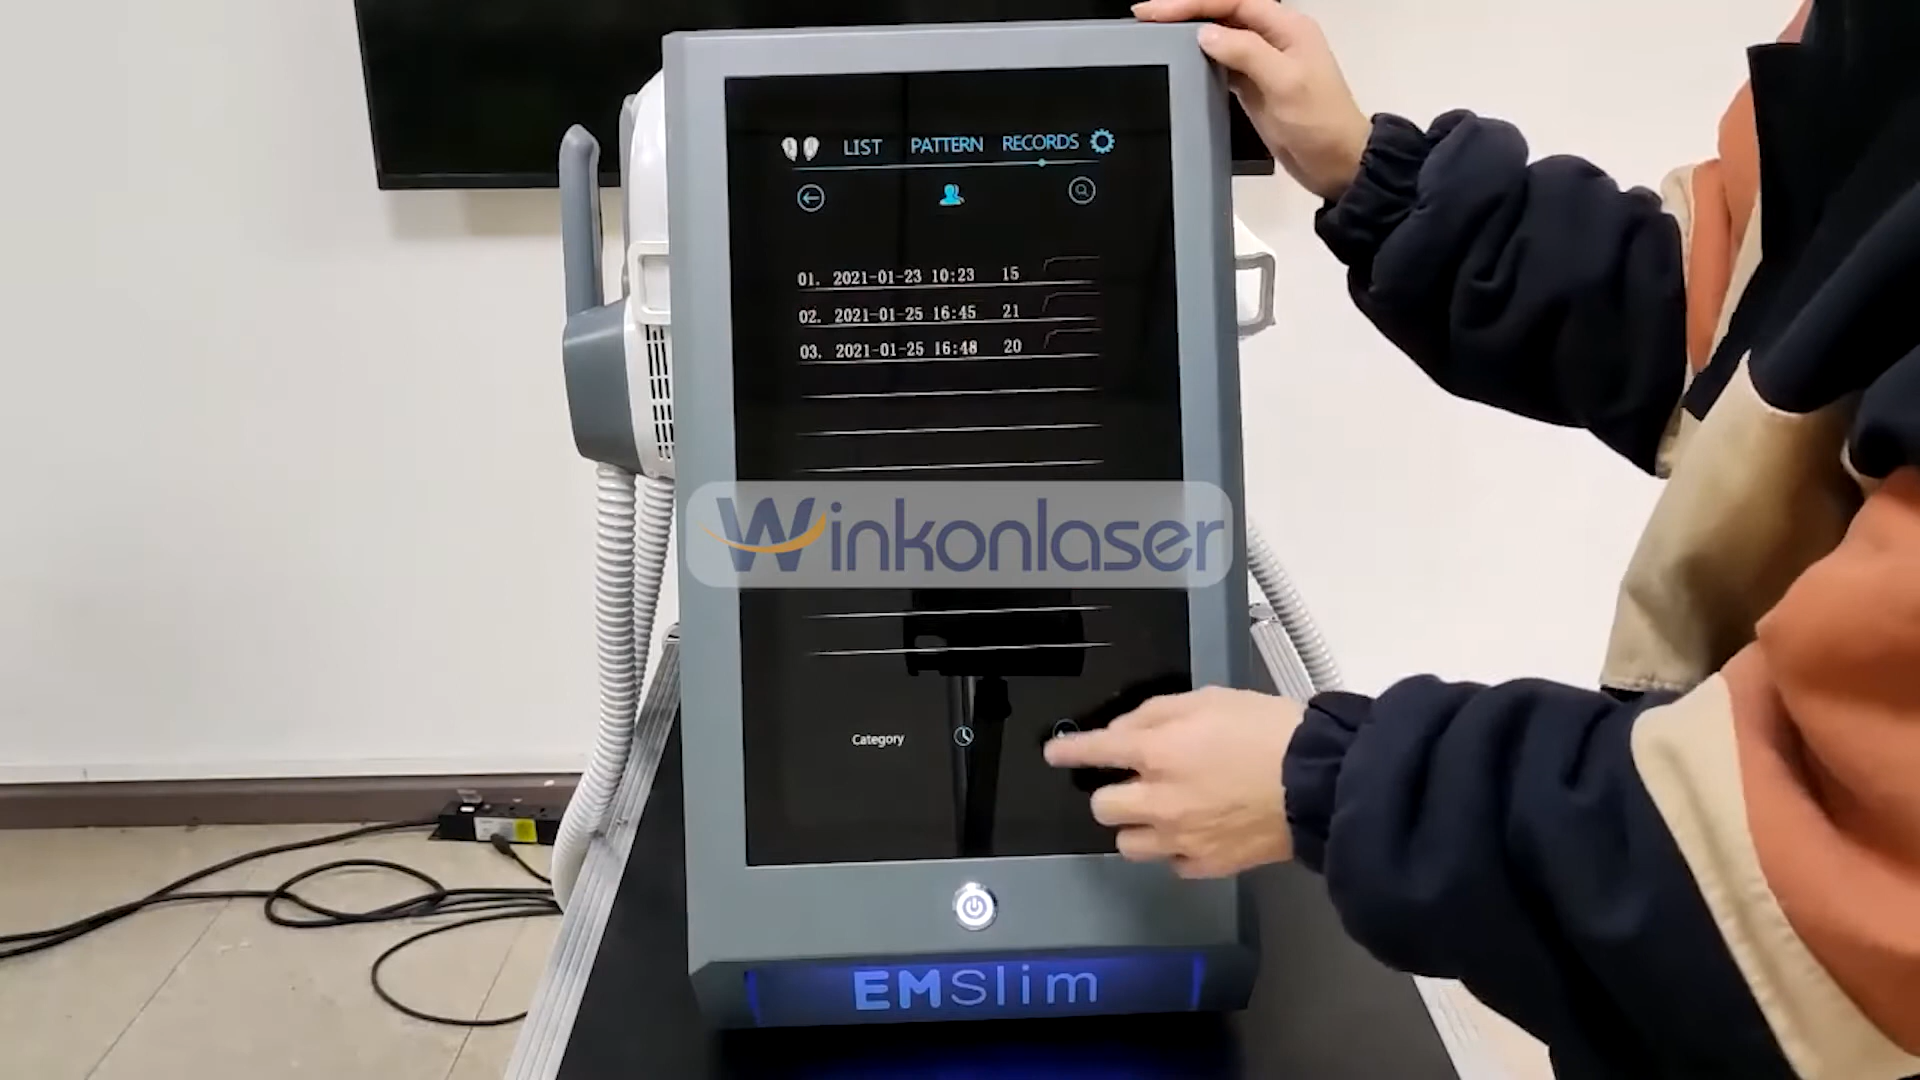 LIST PATTERN RECORDS
01. 2021-01-23 10:23 15
02. 2021-01-25 16:45 21
03. 2021-01-25 16:48 20
Winkonlaser
Category
EMSlim